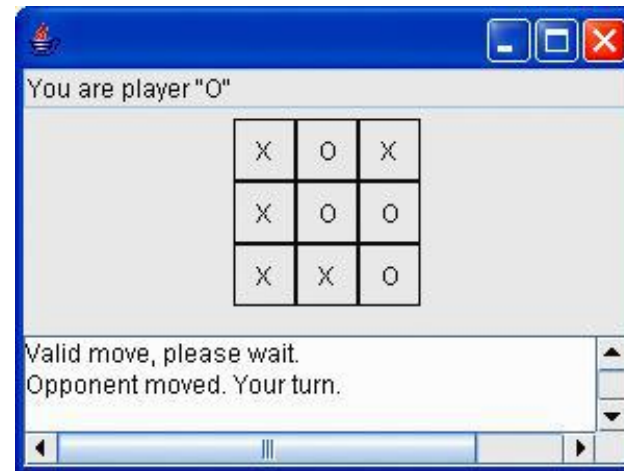 You are player "O"
X O X
X O O
X X O
Valid move, please wait.
Opponent moved. Your turn.